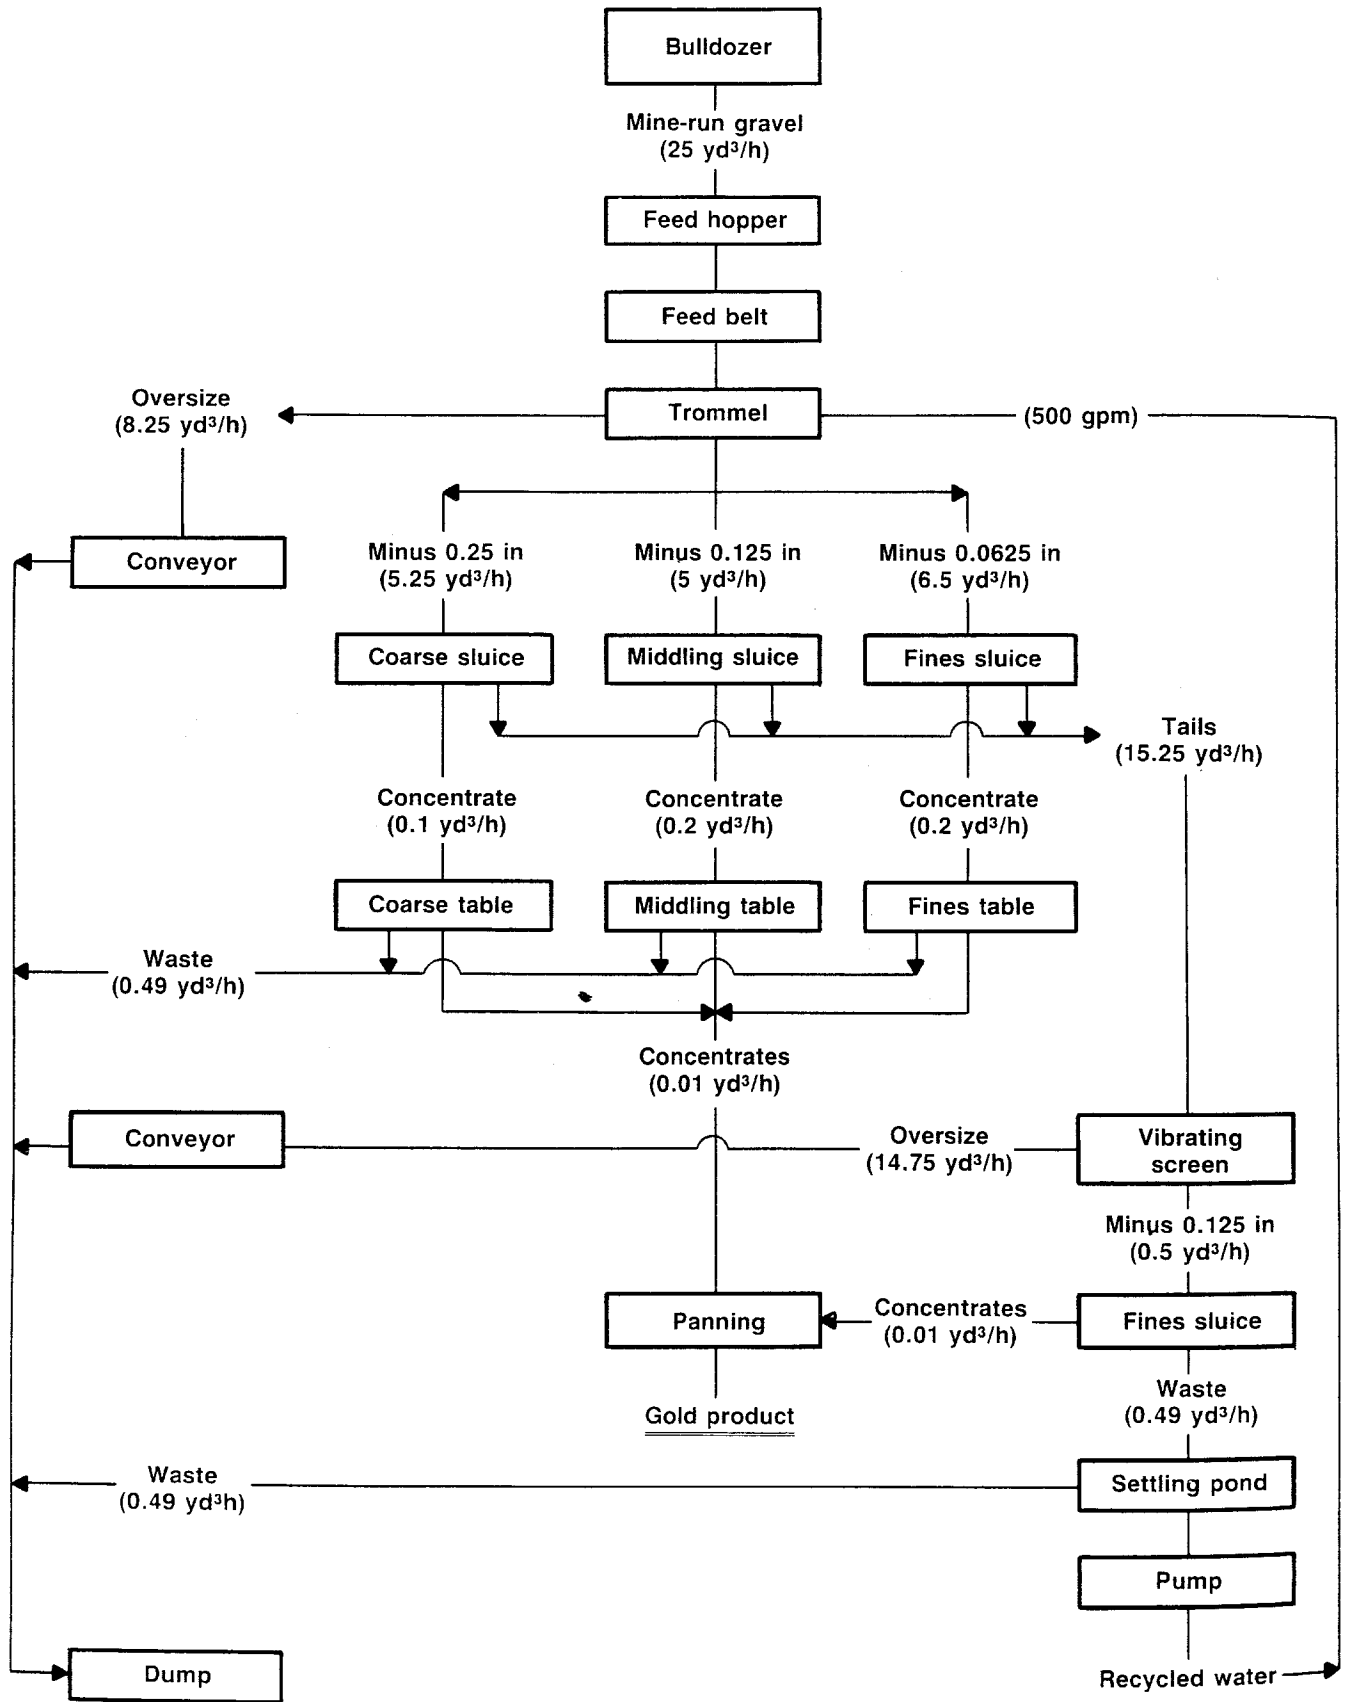 Bulldozer
Mine-run gravel
(25 yd³/h)
Feed hopper
Feed belt
Oversize
(8.25 yd³/h)
Trommel
(500 gpm)
Conveyor
Minus 0.25 in
(5.25 yd³/h)
Minus 0.125 in
(5 yd³/h)
Minus 0.0625 in
(6.5 yd³/h)
Coarse sluice
Middling sluice
Fines sluice
Tails
(15.25 yd³/h)
Concentrate
(0.1 yd³/h)
Concentrate
(0.2 yd³/h)
Concentrate
(0.2 yd³/h)
Coarse table
Middling table
Fines table
Waste
(0.49 yd³/h)
Concentrates
(0.01 yd³/h)
Conveyor
Oversize
(14.75 yd³/h)
Vibrating
screen
Minus 0.125 in
(0.5 yd³/h)
Panning
Concentrates
(0.01 yd³/h)
Fines sluice
Waste
(0.49 yd³/h)
Gold product
Waste
(0.49 yd³h)
Settling pond
Pump
Dump
Recycled water